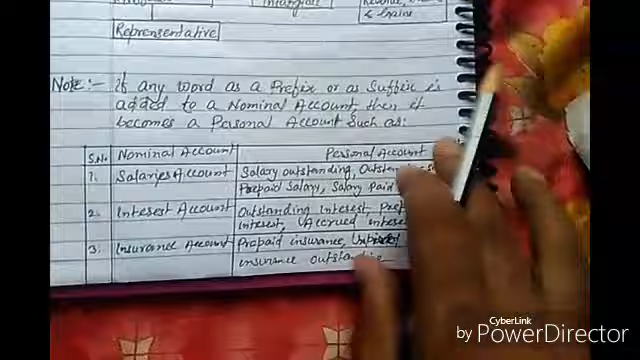 Representative
Note:- if any Word as a Prefix or as Suffix is
added to a Nominal Account, then it
becomes a Personal Account Such as:
S.No. Nominal Account Personal Account
1. Salaries Account Salary outstanding,
Prepaid Salary, Salary Paid
2. Interest Account Outstanding interest
interest, Accrued
3. Insurance Account Prepaid insurance,
insurance
CyberLink
by PowerDirector